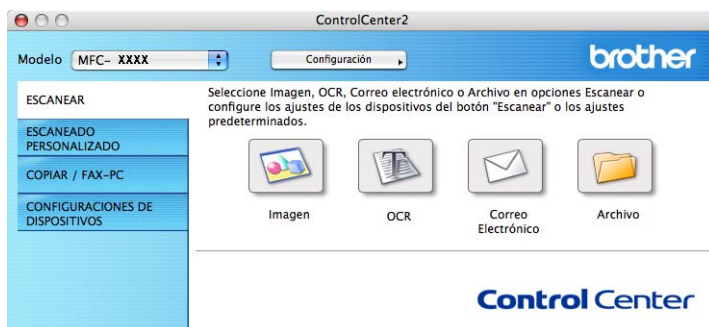 ControlCenter2
Modelo MFC- XXXX Configuración brother
ESCANEAR
Seleccione Imagen, OCR, Correo electrónico o Archivo en opciones Escanear o
configure los ajustes de los dispositivos del botón "Escanear" o los ajustes
predeterminados.
ESCANEADO
PERSONALIZADO
COPIAR / FAX-PC
CONFIGURACIONES DE
DISPOSITIVOS
Imagen OCR Correo
Electrónico Archivo
Control Center